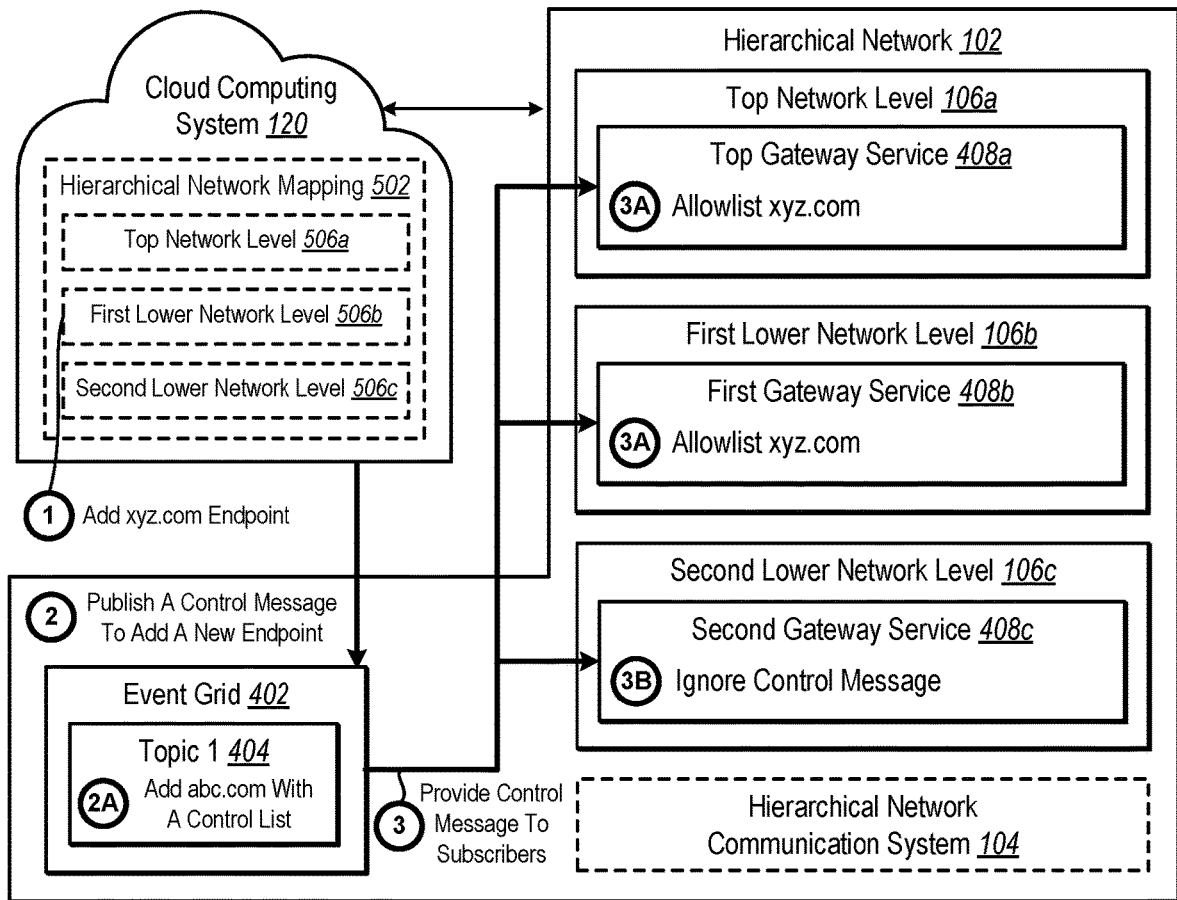 Cloud Computing
System 120
Hierarchical Network Mapping 502
Top Network Level 506a
First Lower Network Level 506b
Second Lower Network Level 506c
1 Add xyz.com Endpoint
2 Publish A Control Message
To Add A New Endpoint
Event Grid 402
Topic 1 404
2A Add abc.com With
A Control List
3 Provide Control
Message To
Subscribers
Hierarchical Network 102
Top Network Level 106a
Top Gateway Service 408a
3A Allowlist xyz.com
First Lower Network Level 106b
First Gateway Service 408b
3A Allowlist xyz.com
Second Lower Network Level 106c
Second Gateway Service 408c
3B Ignore Control Message
Hierarchical Network
Communication System 104